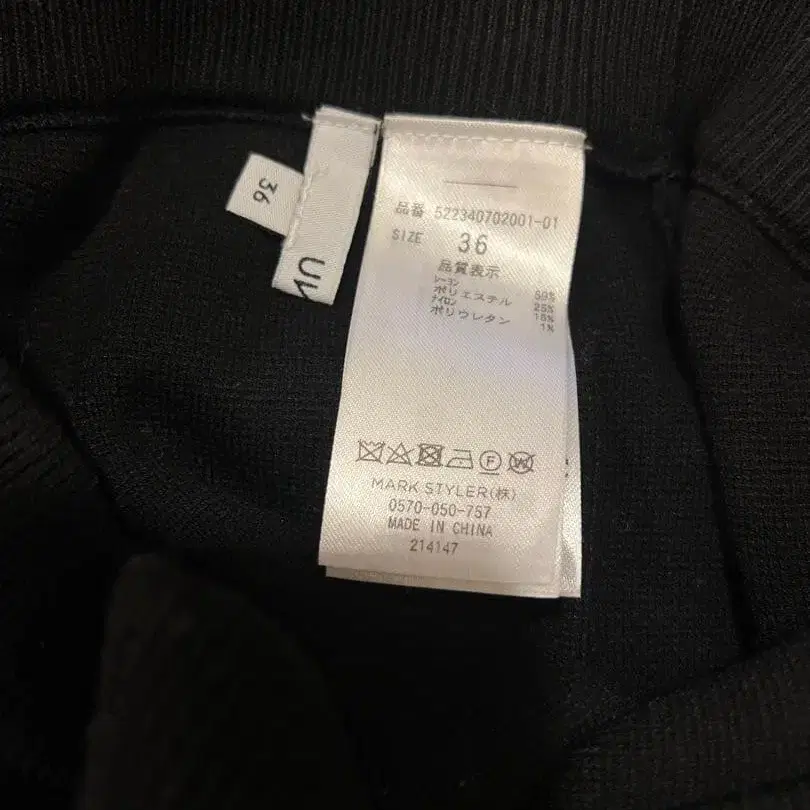 36
品番 522340702001-01
SIZE 36
品質表示
レーヨン 59%
ポリエステル 25%
ナイロン 15%
ポリウレタン 1%
MARK STYLER(株)
0570-050-757
MADE IN CHINA
214147